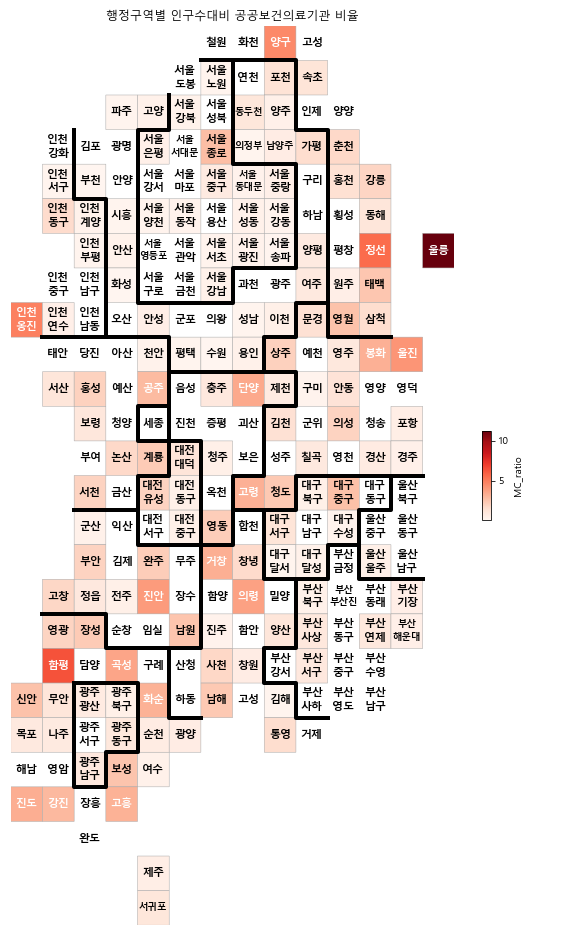 행정구역별 인구수대비 공공보건의료기관 비율
철원 화천 양구 고성
서울 도봉 서울 노원 연천 포천 속초
파주 고양 서울 강북 서울 성북 동두천 양주 인제 양양
인천 강화 김포 광명 서울 은평 서울 서대문 서울 종로 의정부 남양주 가평 춘천
인천 서구 부천 안양 서울 강서 서울 마포 서울 중구 서울 동대문 서울 중랑 구리 홍천 강릉
인천 동구 인천 계양 시흥 서울 양천 서울 동작 서울 용산 서울 성동 서울 강동 하남 횡성 동해
인천 부평 안산 서울 영등포 서울 관악 서울 서초 서울 광진 서울 송파 양평 평창 정선 울릉
인천 중구 인천 남구 화성 서울 구로 서울 금천 서울 강남 과천 광주 여주 원주 태백
인천 옹진 인천 연수 인천 남동 오산 안성 군포 의왕 성남 이천 문경 영월 삼척
태안 당진 아산 천안 평택 수원 용인 상주 예천 영주 봉화 울진
서산 홍성 예산 공주 음성 충주 단양 제천 구미 안동 영양 영덕
보령 청양 세종 진천 증평 괴산 김천 군위 의성 청송 포항
부여 논산 계룡 대전 대덕 청주 보은 성주 칠곡 영천 경산 경주
서천 금산 대전 유성 대전 동구 옥천 고령 청도 대구 북구 대구 중구 대구 동구 울산 북구
군산 익산 대전 서구 대전 중구 영동 합천 대구 서구 대구 남구 대구 수성 울산 중구 울산 동구
부안 김제 완주 무주 거창 창녕 대구 달서 대구 달성 부산 금정 울산 울주 울산 남구
고창 정읍 전주 진안 장수 함양 의령 밀양 부산 북구 부산 부산진 부산 동래 부산 기장
영광 장성 순창 임실 남원 진주 함안 양산 부산 사상 부산 동구 부산 연제 부산 해운대
함평 담양 곡성 구례 산청 사천 창원 부산 강서 부산 서구 부산 중구 부산 수영
신안 무안 광주 광산 광주 북구 화순 하동 남해 고성 김해 부산 사하 부산 영도 부산 남구
목포 나주 광주 서구 광주 동구 순천 광양 통영 거제
해남 영암 광주 남구 보성 여수
진도 강진 장흥 고흥
완도
제주
서귀포
10
5
MC_ratio